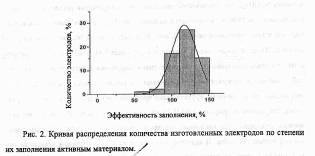 Количество электродов, %
30
20
10
0
0 50 100 150
Эффективность заполнения, %
Рис. 2. Кривая распределения количества изготовленных электродов по степени
их заполнения активным материалом.